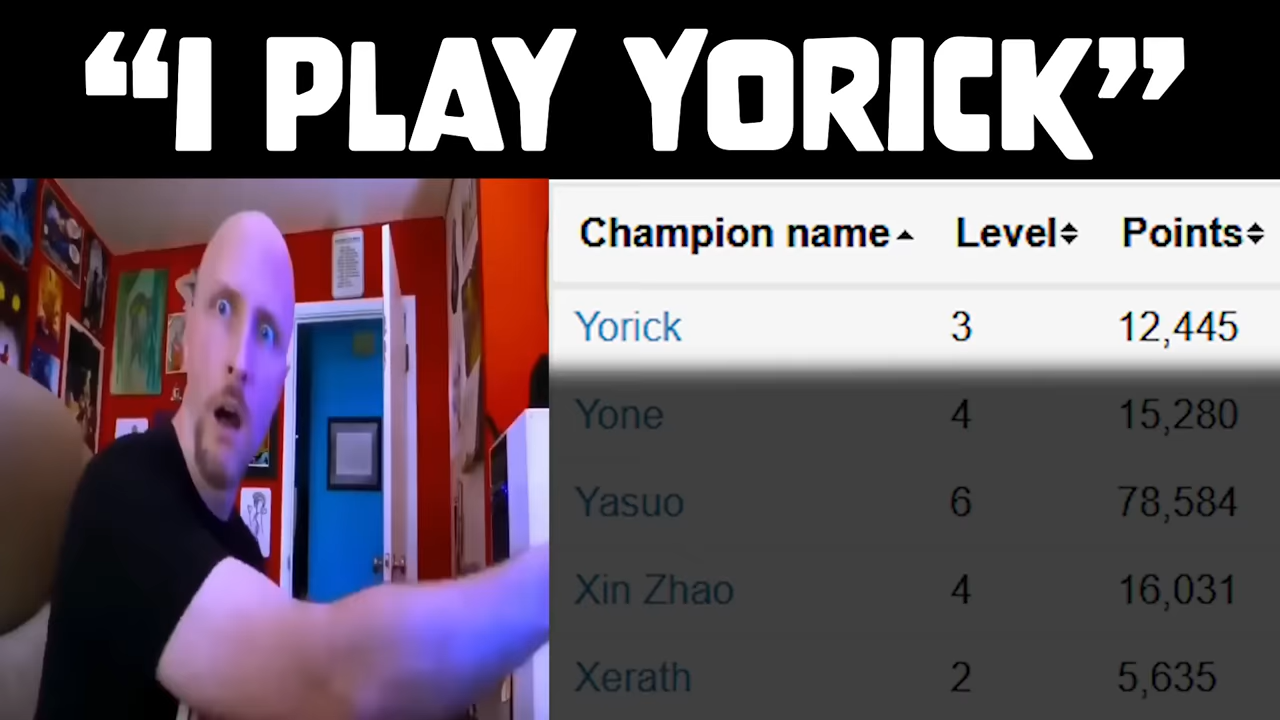 “I PLAY YORICK”
Champion name Level Points
Yorick 3 12,445
Yone 4 15,280
Yasuo 6 78,584
Xin Zhao 4 16,031
Xerath 2 5,635